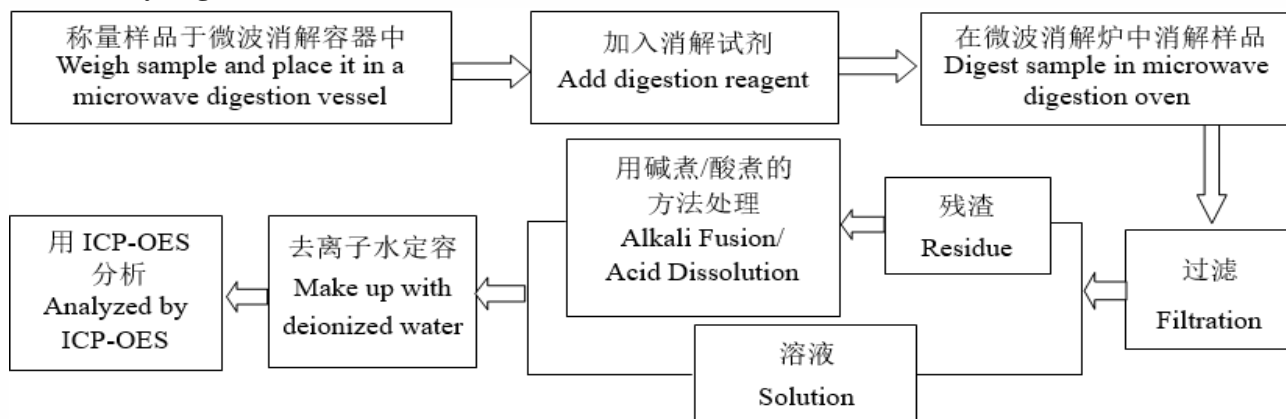 称量样品于微波消解容器中
Weigh sample and place it in a
microwave digestion vessel
加入消解试剂
Add digestion reagent
在微波消解炉中消解样品
Digest sample in microwave
digestion oven
过滤
Filtration
残渣
Residue
用碱煮/酸煮的
方法处理
Alkali Fusion/
Acid Dissolution
溶液
Solution
去离子水定容
Make up with
deionized water
用 ICP-OES
分析
Analyzed by
ICP-OES